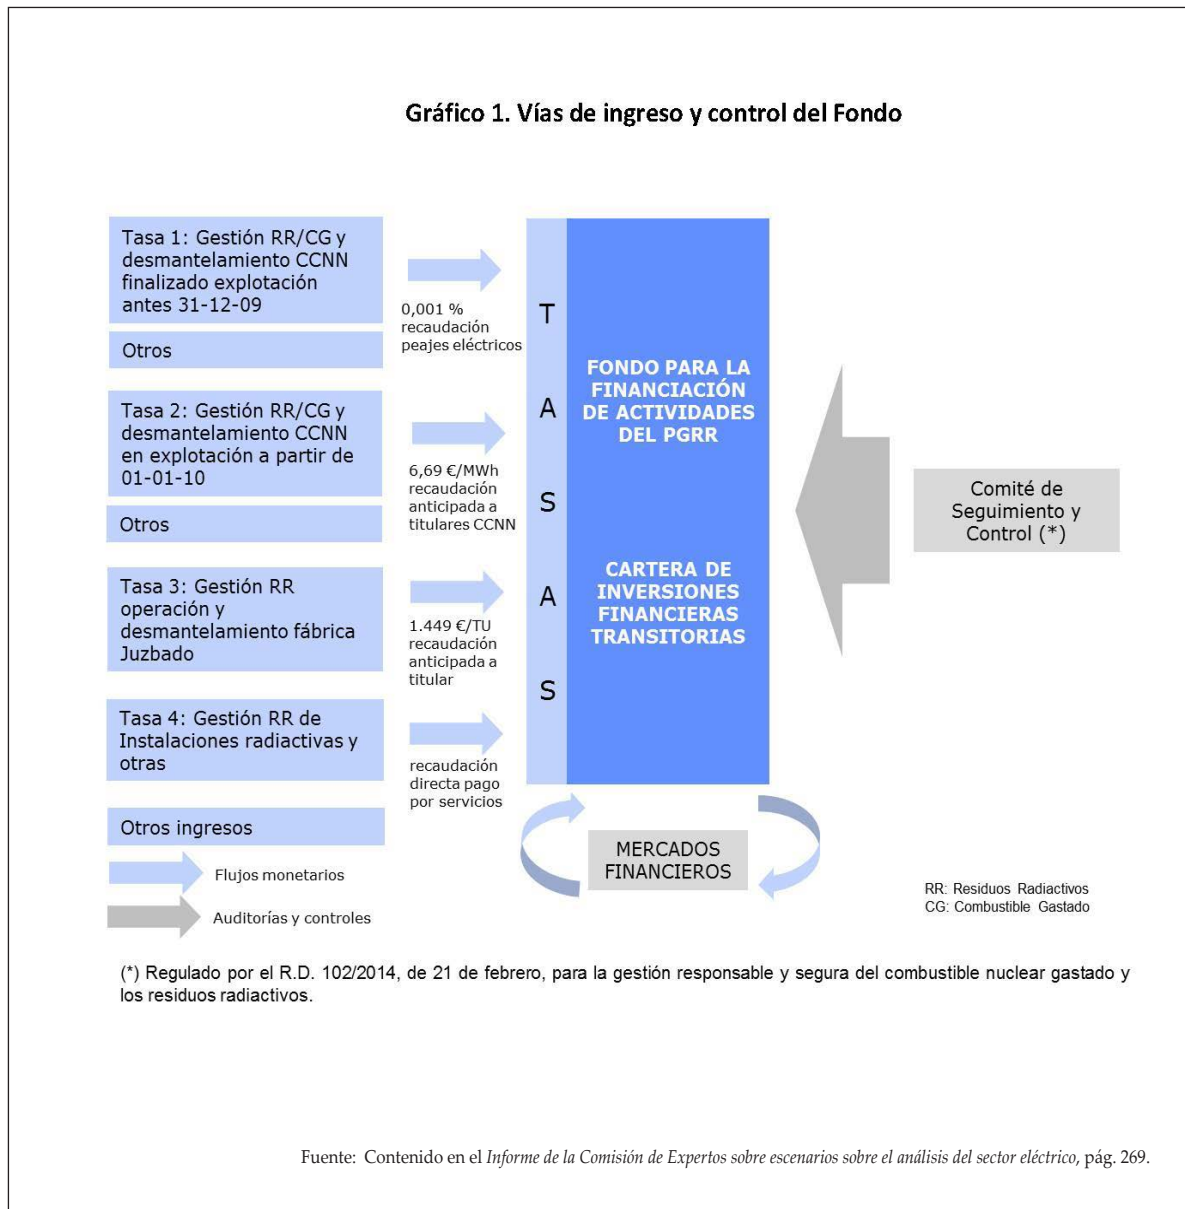 Gráfico 1. Vías de ingreso y control del Fondo
Tasa 1: Gestión RR/CG y
desmantelamiento CCNN
finalizado explotación
antes 31-12-09
Otros
0,001 %
recaudación
peajes eléctricos
Tasa 2: Gestión RR/CG y
desmantelamiento CCNN
en explotación a partir de
01-01-10
Otros
6,69 €/MWh
recaudación
anticipada a
titulares CCNN
Tasa 3: Gestión RR
operación y
desmantelamiento fábrica
Juzbado
1.449 €/TU
recaudación
anticipada a
titular
Tasa 4: Gestión RR de
Instalaciones radiactivas y
otras
recaudación
directa pago
por servicios
Otros ingresos
T
A
S
A
S
FONDO PARA LA
FINANCIACIÓN
DE ACTIVIDADES
DEL PGRR
CARTERA DE
INVERSIONES
FINANCIERAS
TRANSITORIAS
Comité de
Seguimiento y
Control (*)
MERCADOS
FINANCIEROS
Flujos monetarios
Auditorías y controles
RR: Residuos Radiactivos
CG: Combustible Gastado
(*) Regulado por el R.D. 102/2014, de 21 de febrero, para la gestión responsable y segura del combustible nuclear gastado y
los residuos radiactivos.
Fuente: Contenido en el Informe de la Comisión de Expertos sobre escenarios sobre el análisis del sector eléctrico, pág. 269.